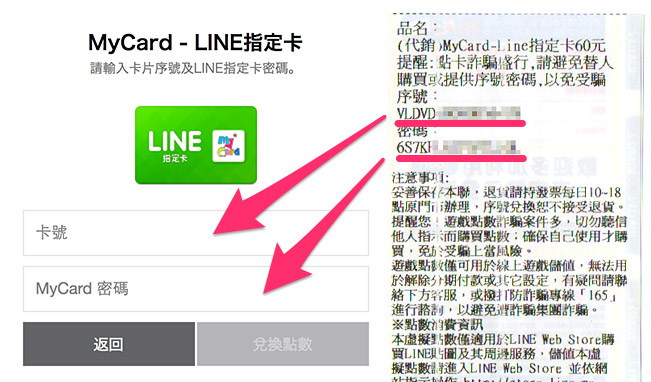 MyCard - LINE指定卡
請輸入卡片序號及LINE指定卡密碼。
LINE
指定卡
My
Card
卡號
MyCard 密碼
返回
兌換點數
品名：
(代銷)MyCard-Line指定卡60元
提醒:點卡詐騙盛行,請避免替人
購買或提供序號密碼,以免受騙
序號：
VLDVD
密碼：
6S7KH
注意事項:
妥善保存本聯，退貨請持發票每日10~18
點原門市辦理，序號兌換恕不接受退貨。
提醒您：遊戲點數詐騙案件多，切勿聽信
他人指示而購買點數；確保自己使用才購
買，免於受騙上當風險。
遊戲點數僅可用於線上遊戲儲值，無法用
於解除分期付款或其它設定，有疑問請聯
絡下方客服，或撥打防詐騙專線「165」
進行諮詢，以避免遭詐騙集團詐騙。
※點數消費資訊
本虛擬點數僅適用於LINE Web Store購
買LINE貼圖及其周邊服務，儲值本虛
擬點數請進入LINE Web Store 並依網